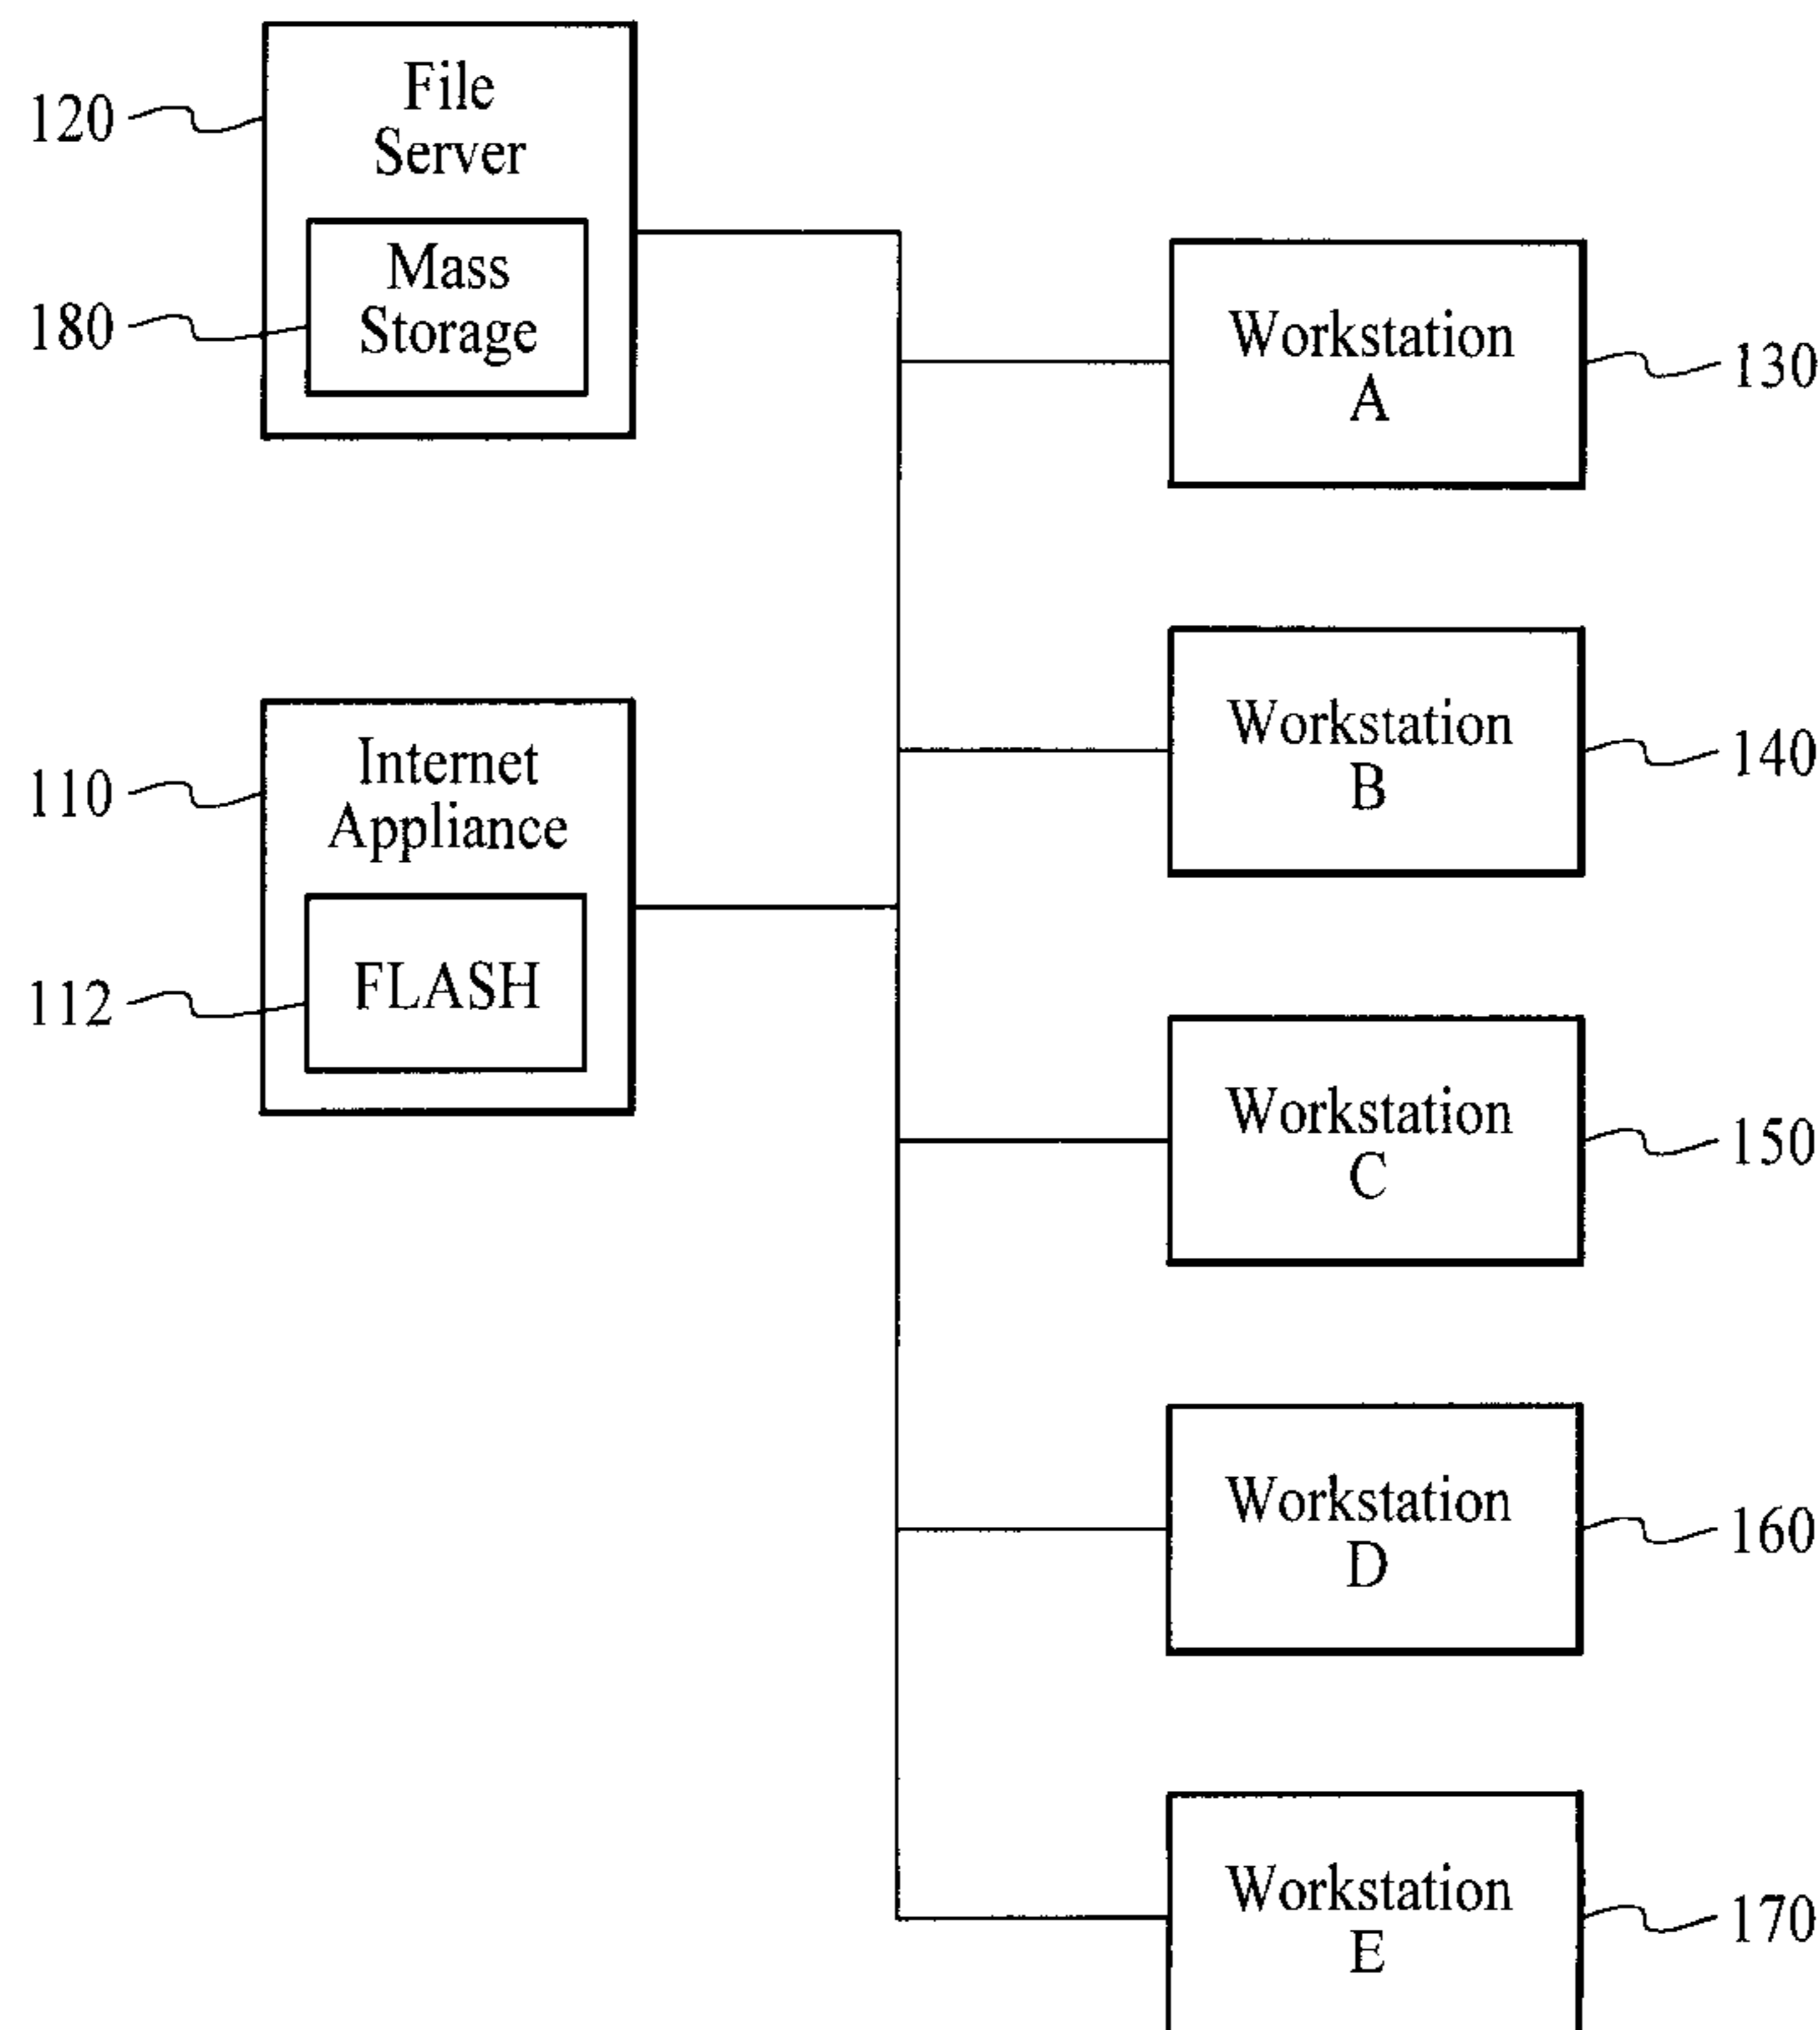 File
Server
120
Mass
Storage
180
Workstation
A
130
Workstation
B
140
Internet
Appliance
110
FLASH
112
Workstation
C
150
Workstation
D
160
Workstation
E
170